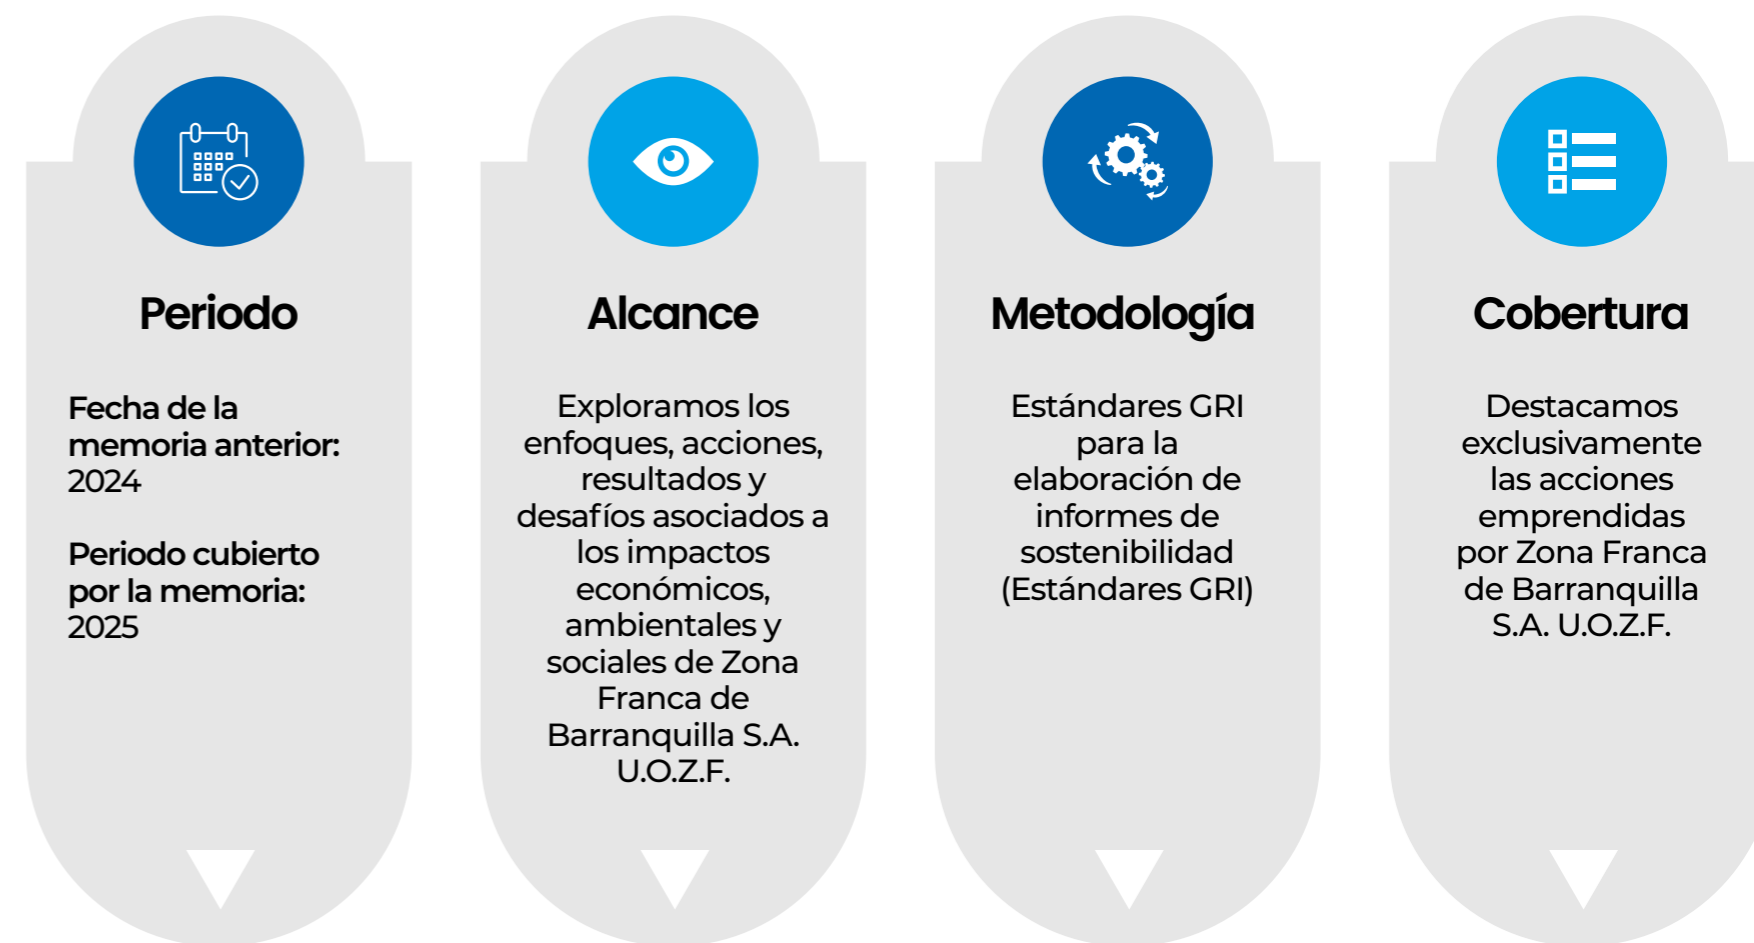 Periodo
Fecha de la
memoria anterior:
2024
Periodo cubierto
por la memoria:
2025
Alcance
Exploramos los
enfoques, acciones,
resultados y
desafíos asociados a
los impactos
económicos,
ambientales y
sociales de Zona
Franca de
Barranquilla S.A.
U.O.Z.F.
Metodología
Estándares GRI
para la
elaboración de
informes de
sostenibilidad
(Estándares GRI)
Cobertura
Destacamos
exclusivamente
las acciones
emprendidas
por Zona Franca
de Barranquilla
S.A. U.O.Z.F.